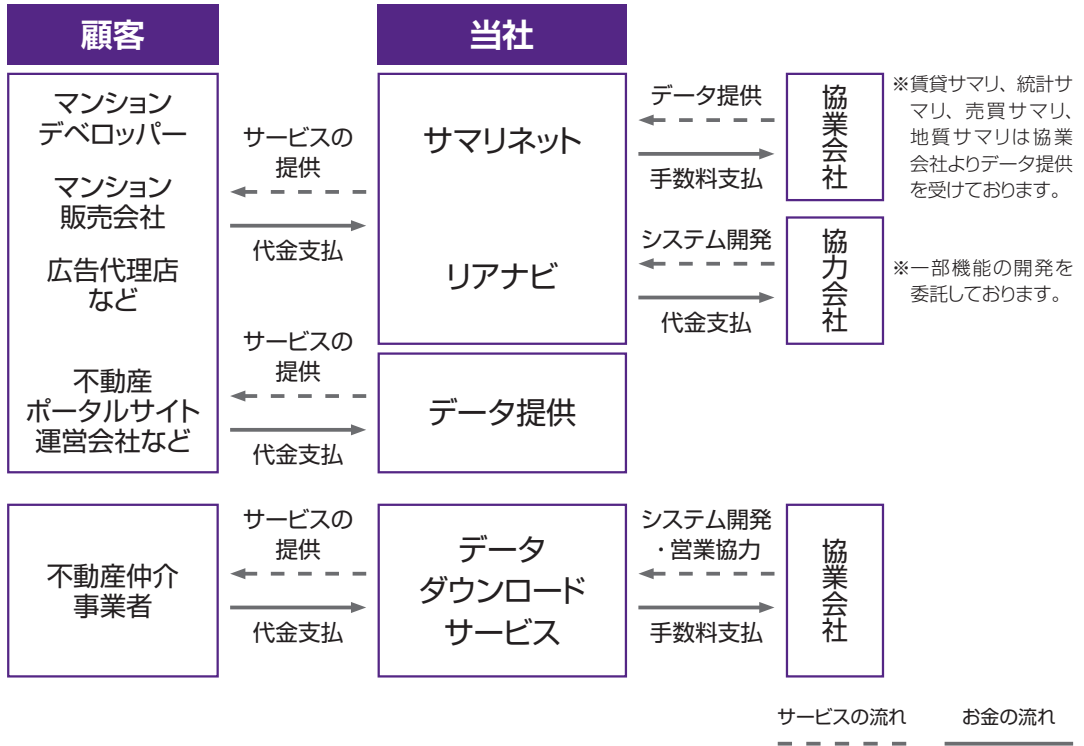 顧客
当社
マンション
デベロッパー
マンション
販売会社
広告代理店
など
不動産
ポータルサイト
運営会社など
サービスの
提供
代金支払
サービスの
提供
代金支払
サマリネット
リアナビ
データ提供
データ提供
手数料支払
システム開発
代金支払
協業会社
協力会社
※賃貸サマリ、統計サ
マリ、売買サマリ、
地質サマリは協業
会社よりデータ提供
を受けております。
※一部機能の開発を
委託しております。
不動産仲介
事業者
サービスの
提供
代金支払
データ
ダウンロード
サービス
システム開発
・営業協力
手数料支払
協業会社
サービスの流れ
お金の流れ